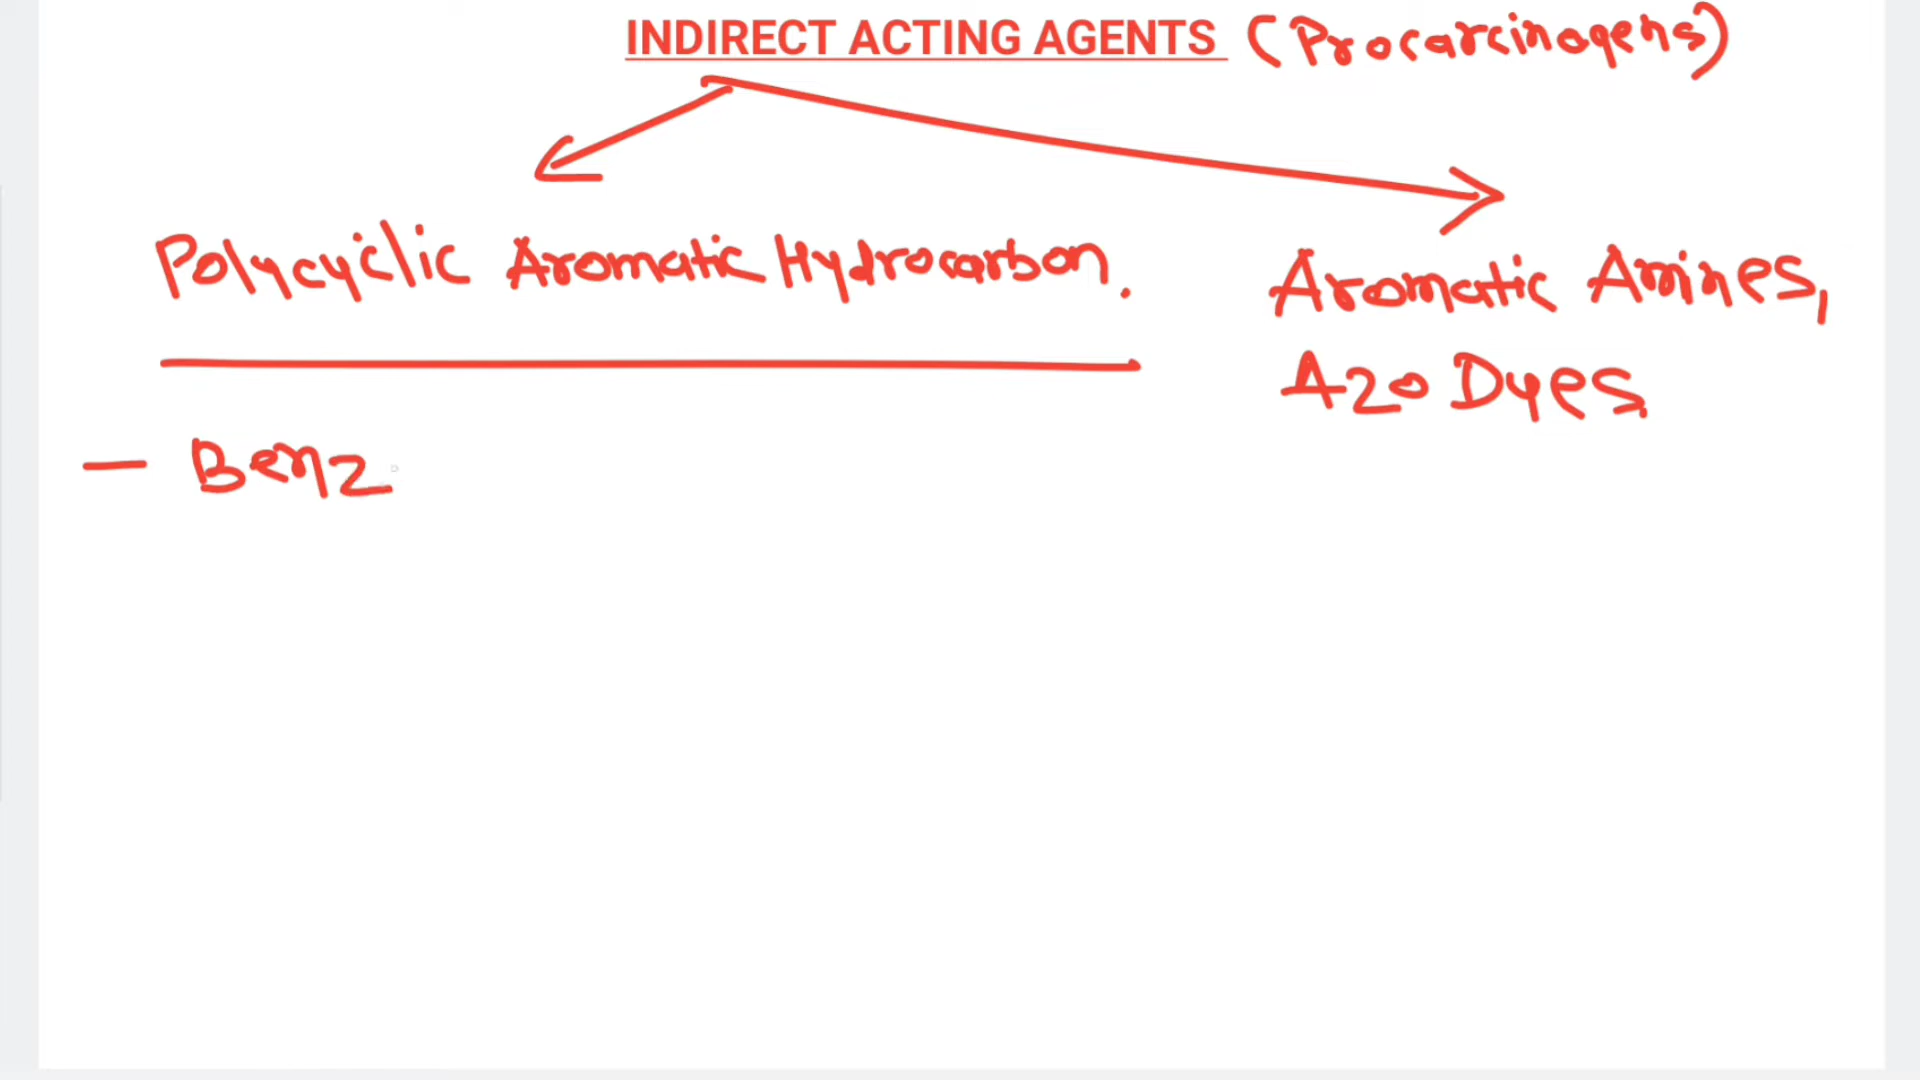 INDIRECT ACTING AGENTS (Procarcinogens)
Polycyclic Aromatic Hydrocarbon.
Aromatic Amines,
Azo Dyes.
— Benz